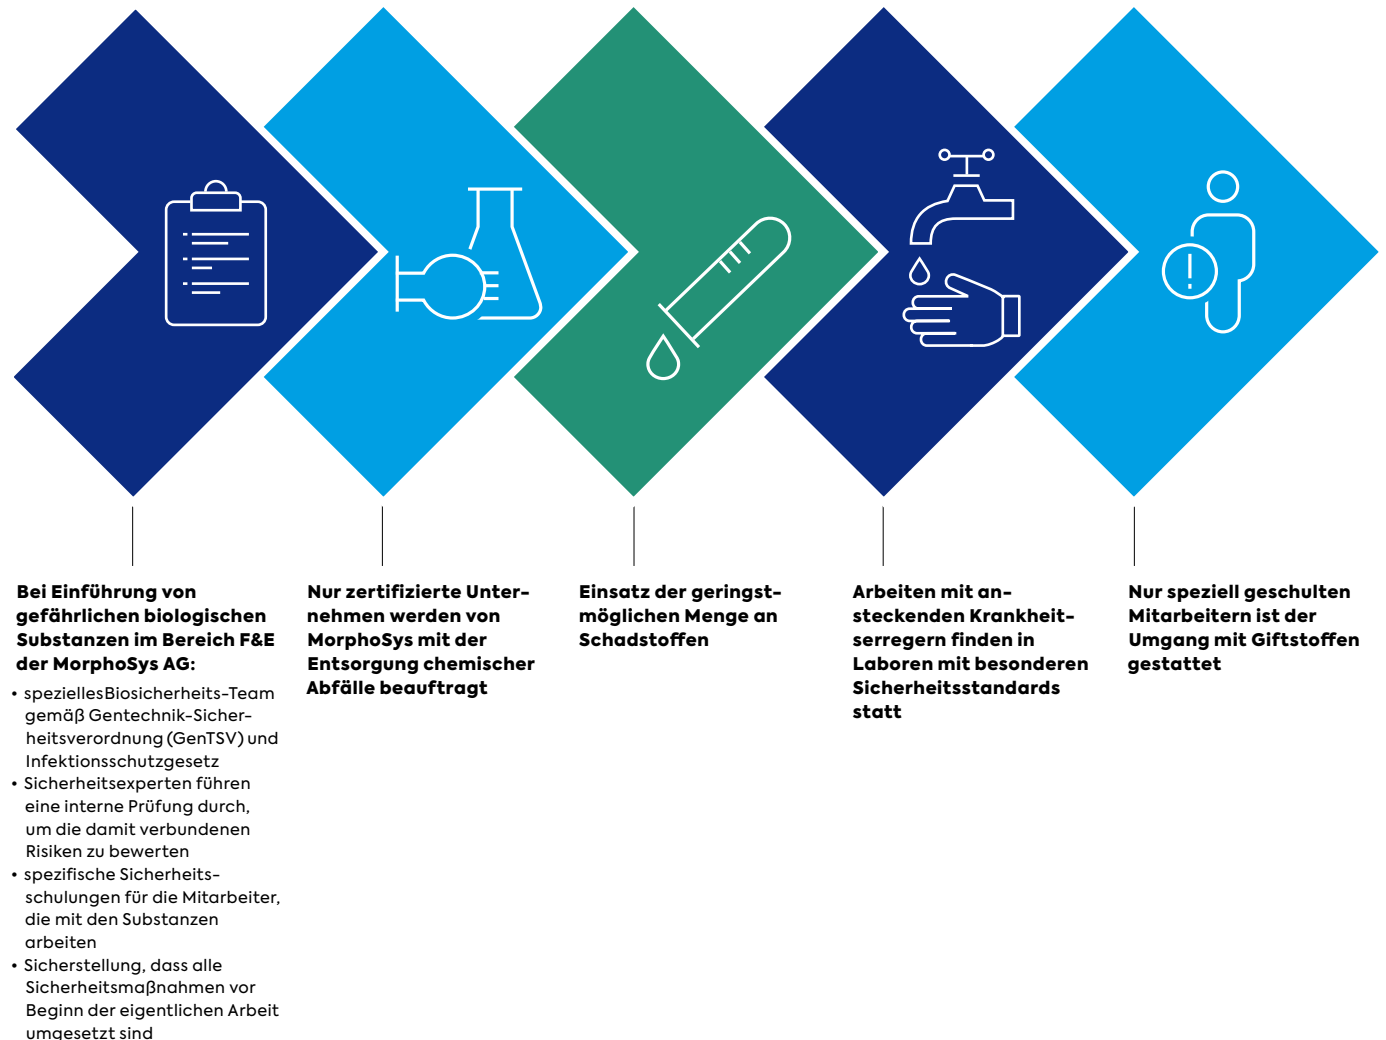 Bei Einführung von
gefährlichen biologischen
Substanzen im Bereich F&E
der MorphoSys AG:
• spezielles Biosicherheits-Team
gemäß Gentechnik-Sicher-
heitsverordnung (GenTSV) und
Infektionsschutzgesetz
• Sicherheitsexperten führen
eine interne Prüfung durch,
um die damit verbundenen
Risiken zu bewerten
• spezifische Sicherheits-
schulungen für die Mitarbeiter,
die mit den Substanzen
arbeiten
• Sicherstellung, dass alle
Sicherheitsmaßnahmen vor
Beginn der eigentlichen Arbeit
umgesetzt sind
Nur zertifizierte Unter-
nehmen werden von
MorphoSys mit der
Entsorgung chemischer
Abfälle beauftragt
Einsatz der geringst-
möglichen Menge an
Schadstoffen
Arbeiten mit an-
steckenden Krankheit-
serregern finden in
Laboren mit besonderen
Sicherheitsstandards
statt
Nur speziell geschulten
Mitarbeitern ist der
Umgang mit Giftstoffen
gestattet